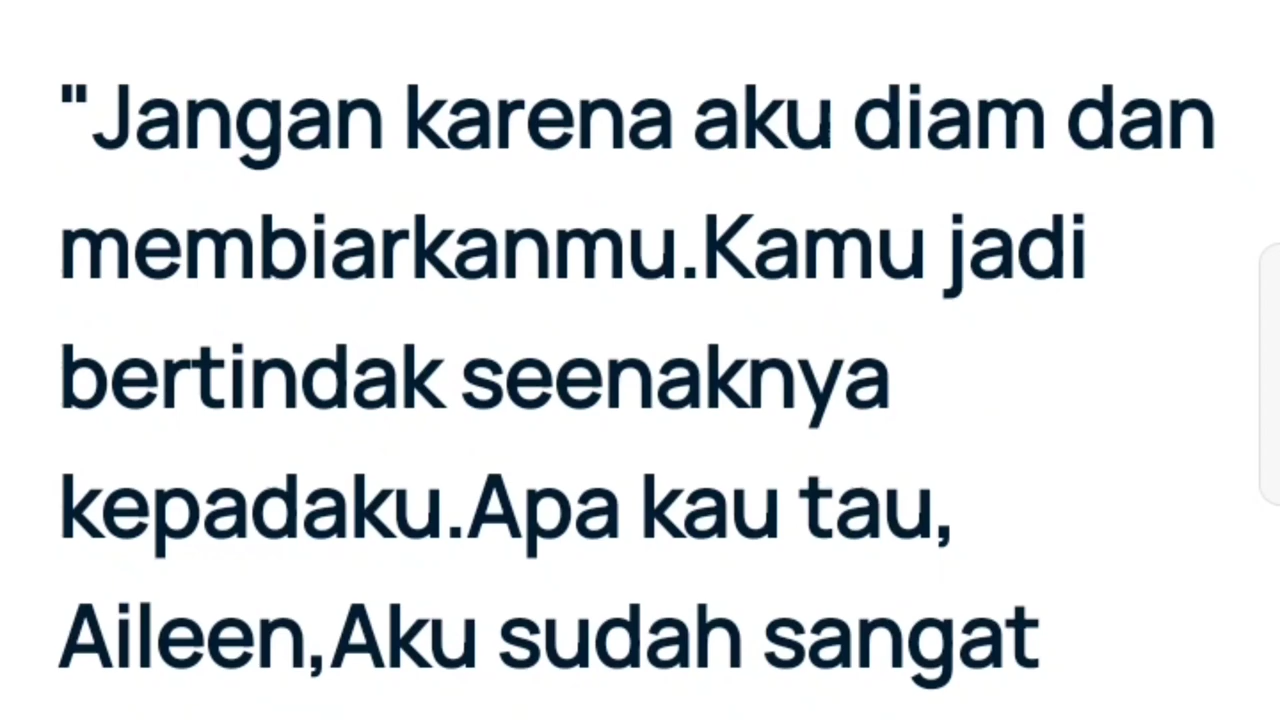 "Jangan karena aku diam dan
membiarkanmu.Kamu jadi
bertindak seenaknya
kepadaku.Apa kau tau,
Aileen,Aku sudah sangat